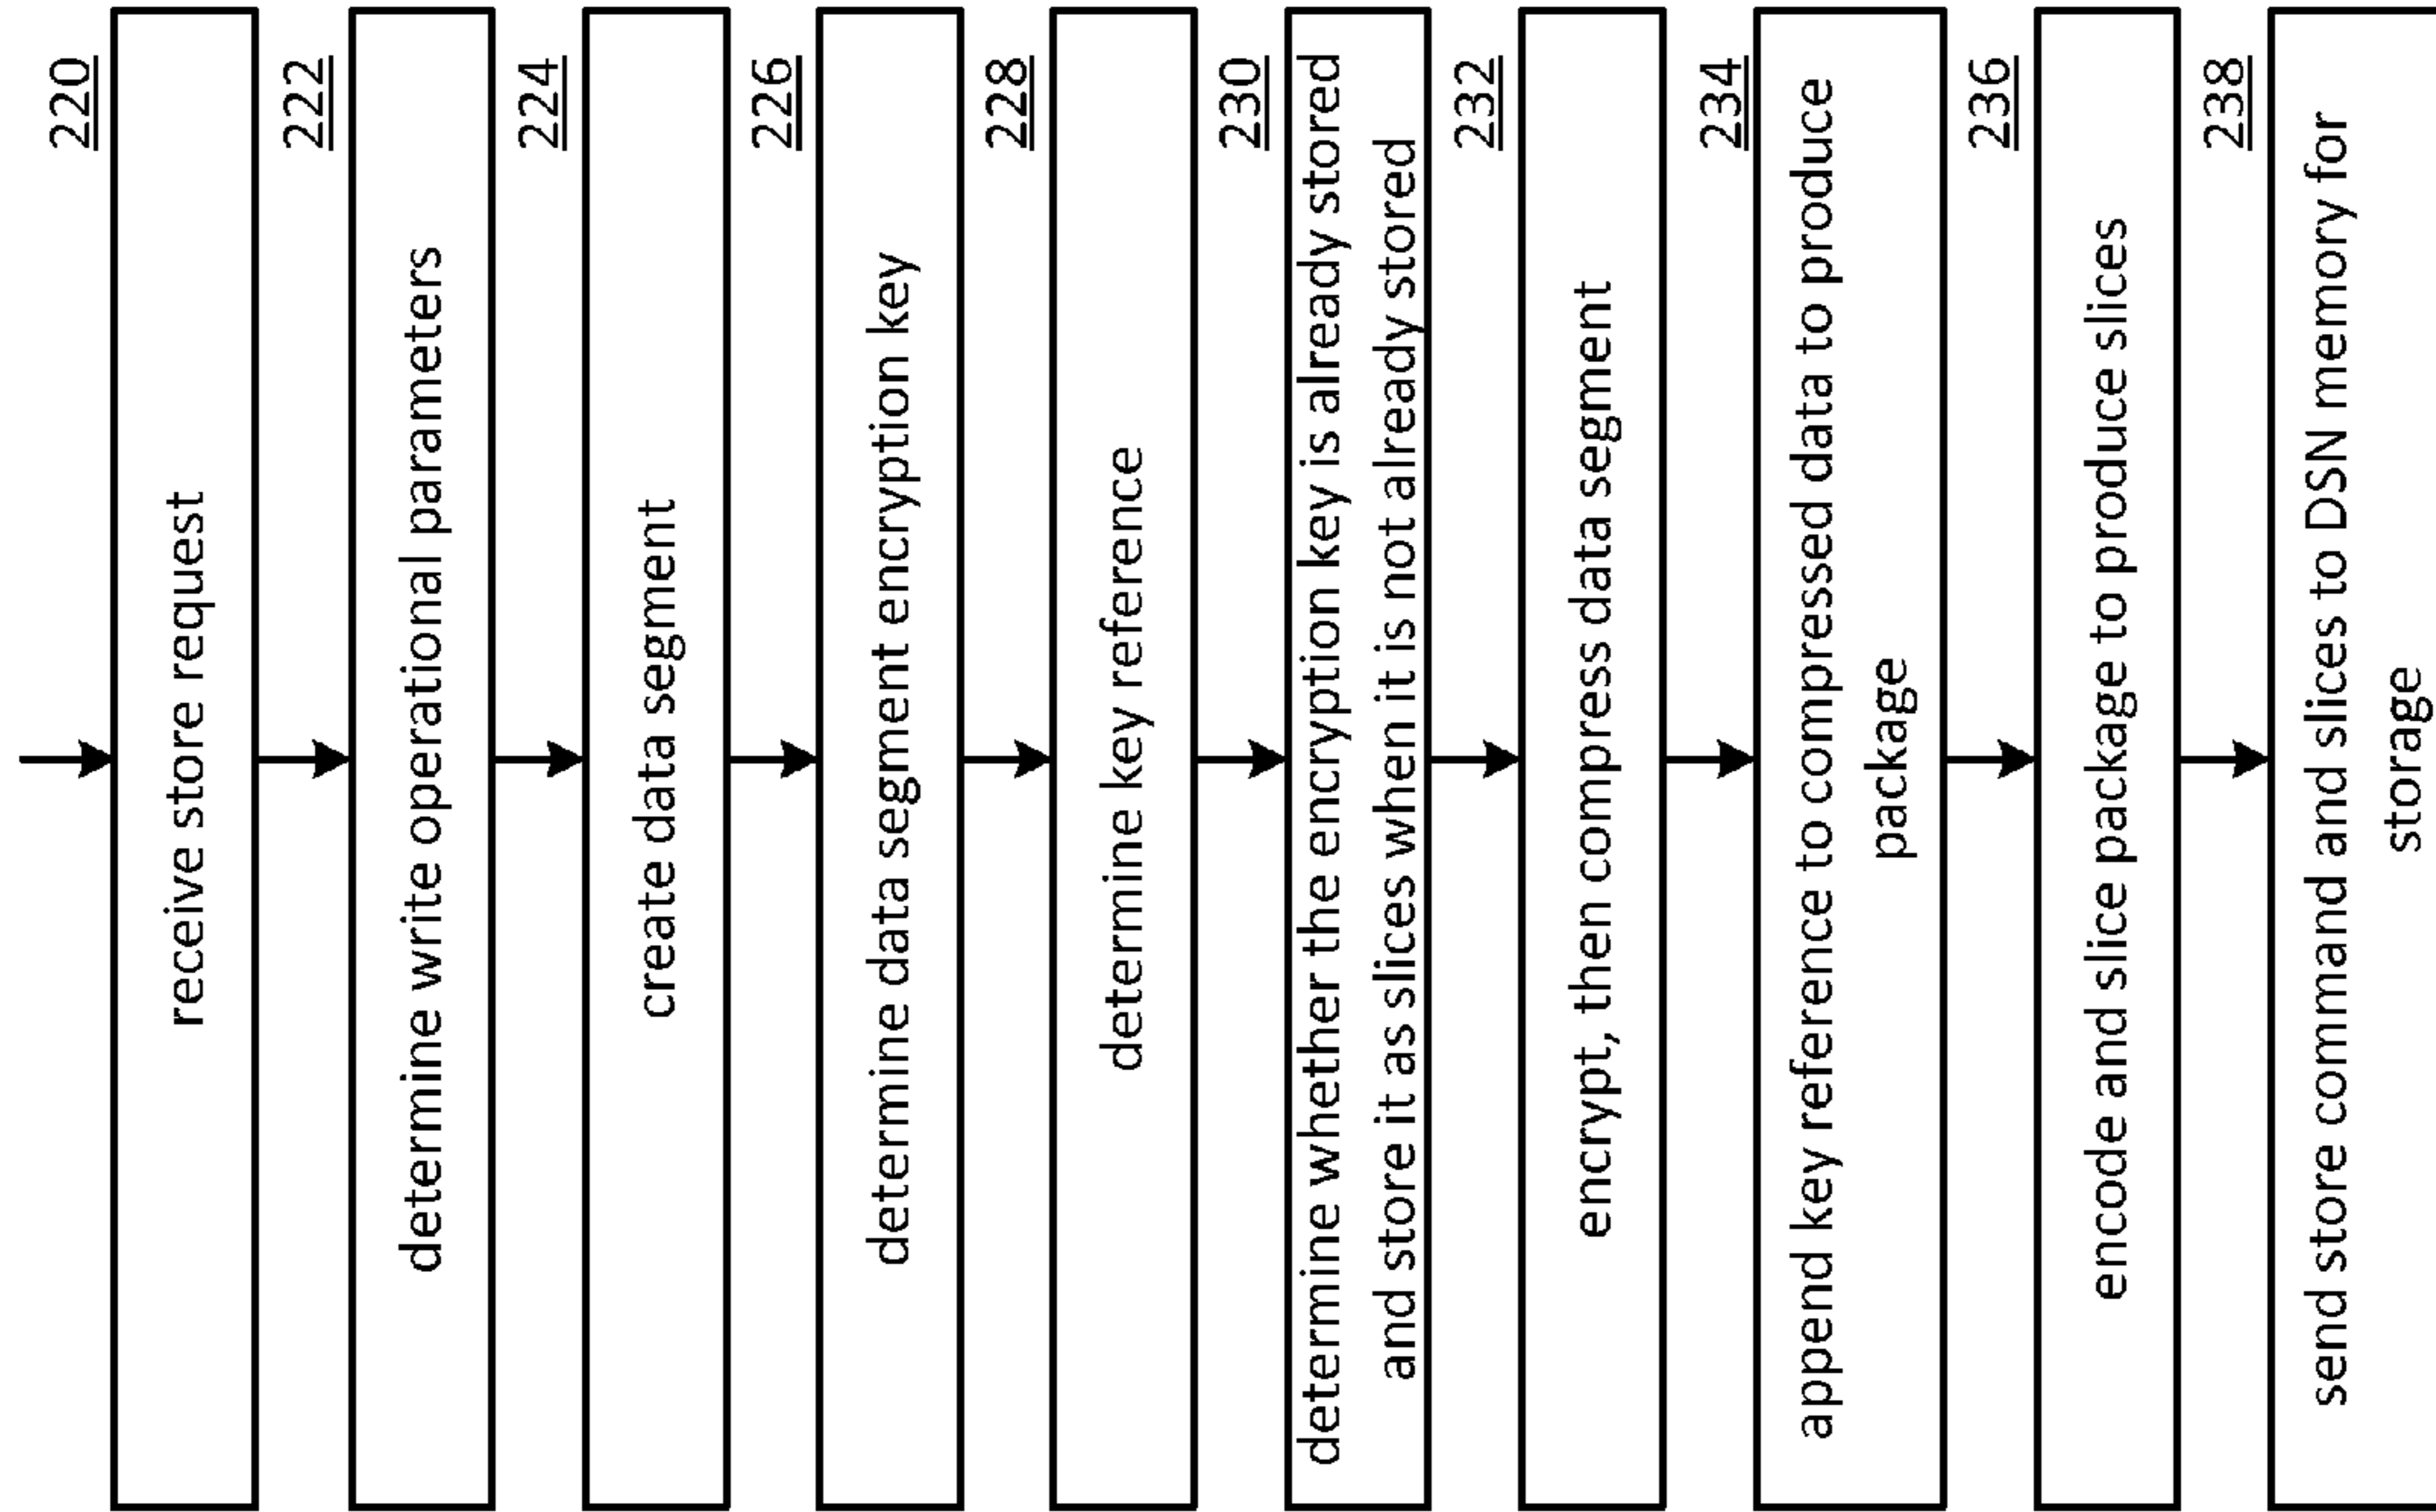 220
receive store request
222
determine write operational parameters
224
create data segment
226
determine data segment encryption key
228
determine key reference
230
determine whether the encryption key is already stored
and store it as slices when it is not already stored
232
encrypt, then compress data segment
234
append key reference to compressed data to produce
package
236
encode and slice package to produce slices
238
send store command and slices to DSN memory for
storage